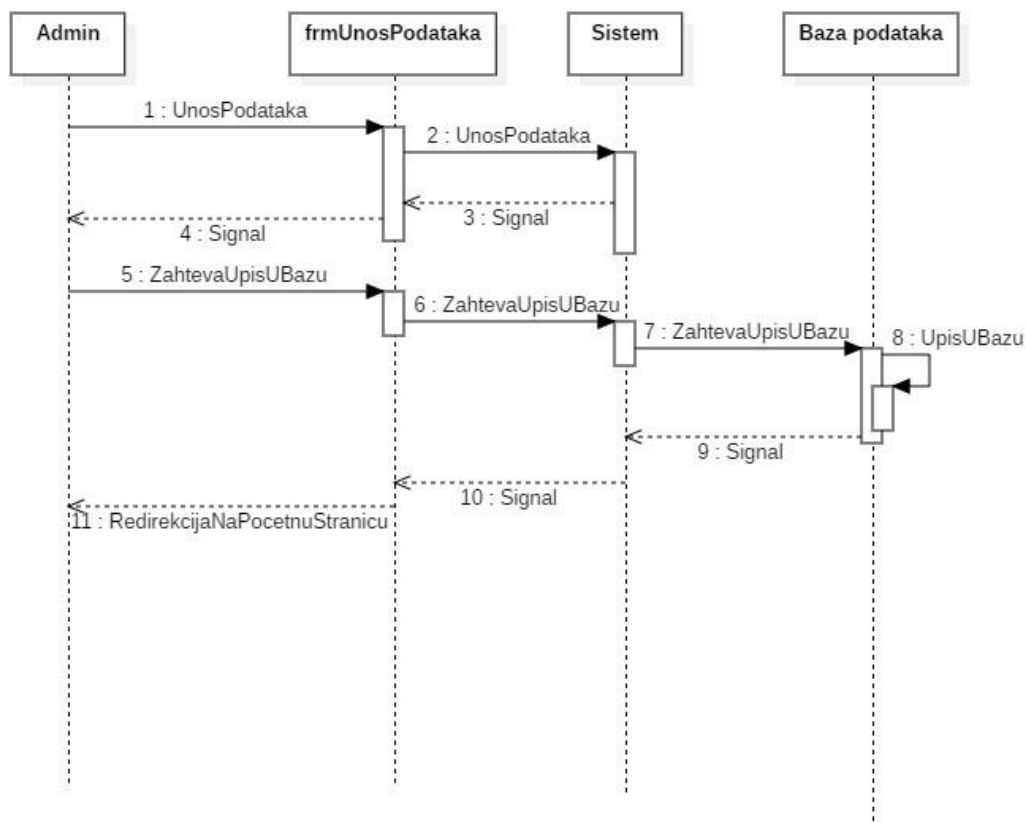 Admin
frmUnosPodataka
Sistem
Baza podataka
1 : UnosPodataka
2 : UnosPodataka
3 : Signal
4 : Signal
5 : ZahtevaUpisUBazu
6 : ZahtevaUpisUBazu
7 : ZahtevaUpisUBazu
8 : UpisUBazu
9 : Signal
10 : Signal
11 : RedirekcijaNaPocetnuStranicu